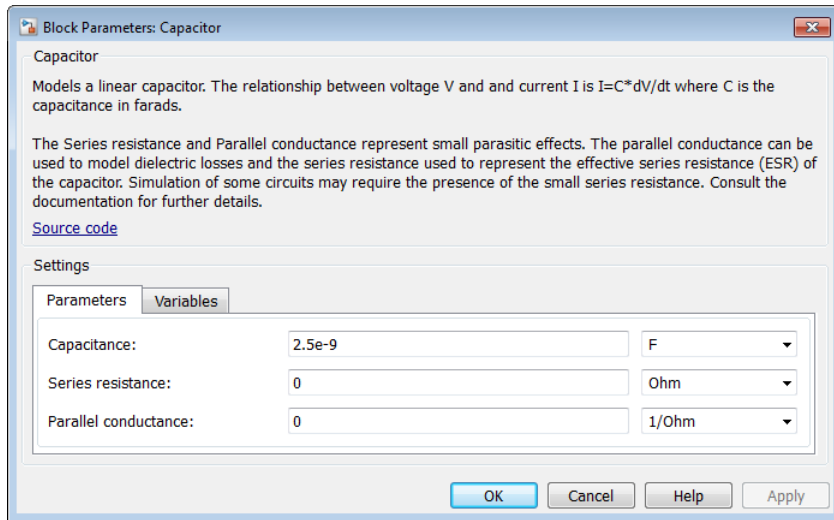 Block Parameters: Capacitor
Capacitor
Models a linear capacitor. The relationship between voltage V and and current I is I=C*dV/dt where C is the
capacitance in farads.
The Series resistance and Parallel conductance represent small parasitic effects. The parallel conductance can be
used to model dielectric losses and the series resistance used to represent the effective series resistance (ESR) of
the capacitor. Simulation of some circuits may require the presence of the small series resistance. Consult the
documentation for further details.
Source code
Settings
Parameters Variables
Capacitance: 2.5e-9 F
Series resistance: 0 Ohm
Parallel conductance: 0 1/Ohm
OK Cancel Help Apply